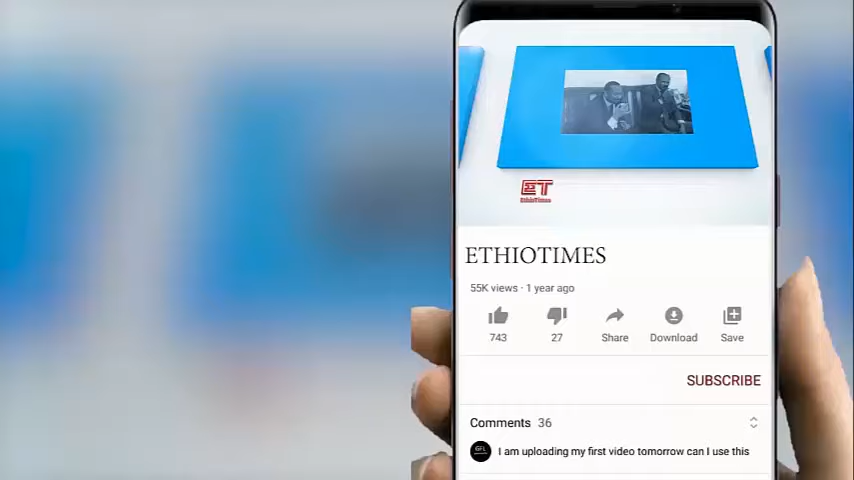 ET
EthioTimes
ETHIOTIMES
55K views · 1 year ago
743
27
Share
Download
Save
SUBSCRIBE
Comments 36
GFL
I am uploading my first video tomorrow can I use this